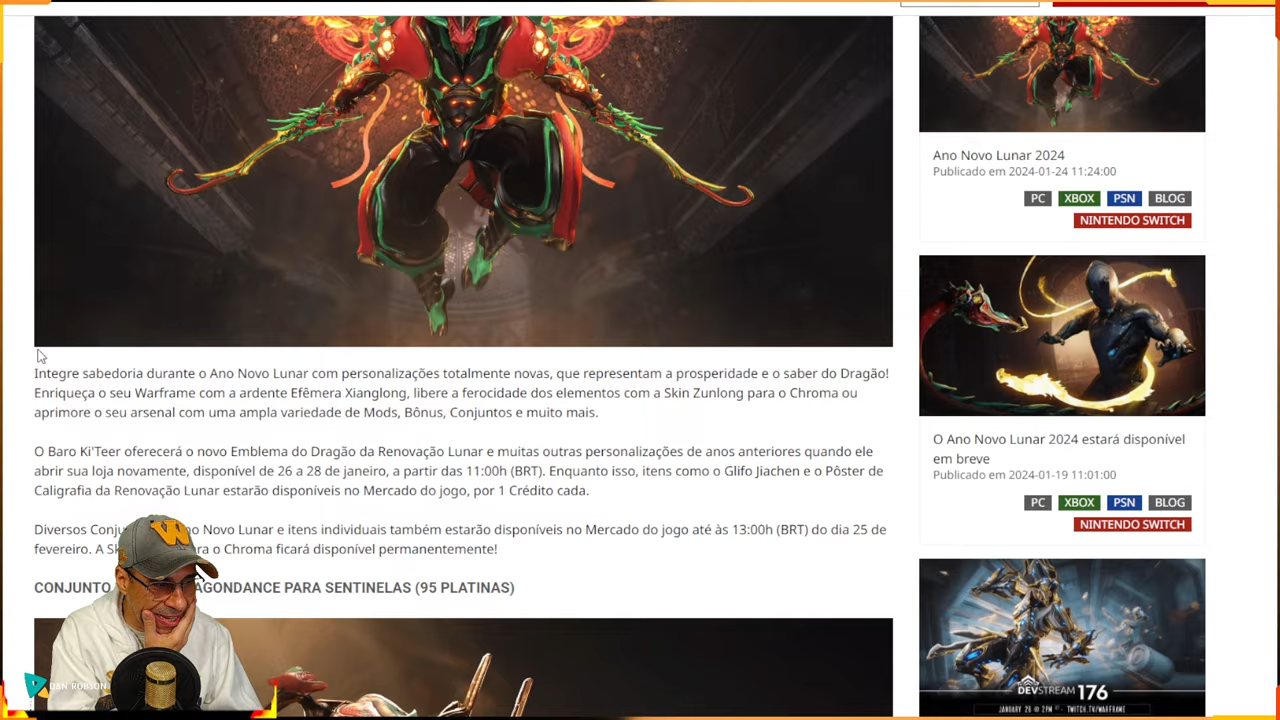 Integre sabedoria durante o Ano Novo Lunar com personalizações totalmente novas, que representam a prosperidade e o saber do Dragão!
Enriqueça o seu Warframe com a ardente Efêmera Xianglong, libere a ferocidade dos elementos com a Skin Zunlong para o Chroma ou
aprimore o seu arsenal com uma ampla variedade de Mods, Bônus, Conjuntos e muito mais.
O Baro Ki'Teer oferecerá o novo Emblema do Dragão da Renovação Lunar e muitas outras personalizações de anos anteriores quando ele
abrir sua loja novamente, disponível de 26 a 28 de janeiro, a partir das 11:00h (BRT). Enquanto isso, itens como o Glifo Jiachen e o Pôster de
Caligrafia da Renovação Lunar estarão disponíveis no Mercado do jogo, por 1 Crédito cada.
Diversos Novo Lunar e itens individuais também estarão disponíveis no Mercado do jogo até às 13:00h (BRT) do dia 25 de
fevereiro. A o Chroma ficará disponível permanentemente!
CONJUNTO PARA SENTINELAS (95 PLATINAS)
Ano Novo Lunar 2024
Publicado em 2024-01-24 11:24:00
PC XBOX PSN BLOG
NINTENDO SWITCH
O Ano Novo Lunar 2024 estará disponível
em breve
Publicado em 2024-01-19 11:01:00
PC XBOX PSN BLOG
NINTENDO SWITCH
DEVSTREAM 176
JANUARY 26 @ 2PM ET - TWITCH.TV/WARFRAME
DAN ROBSON
W